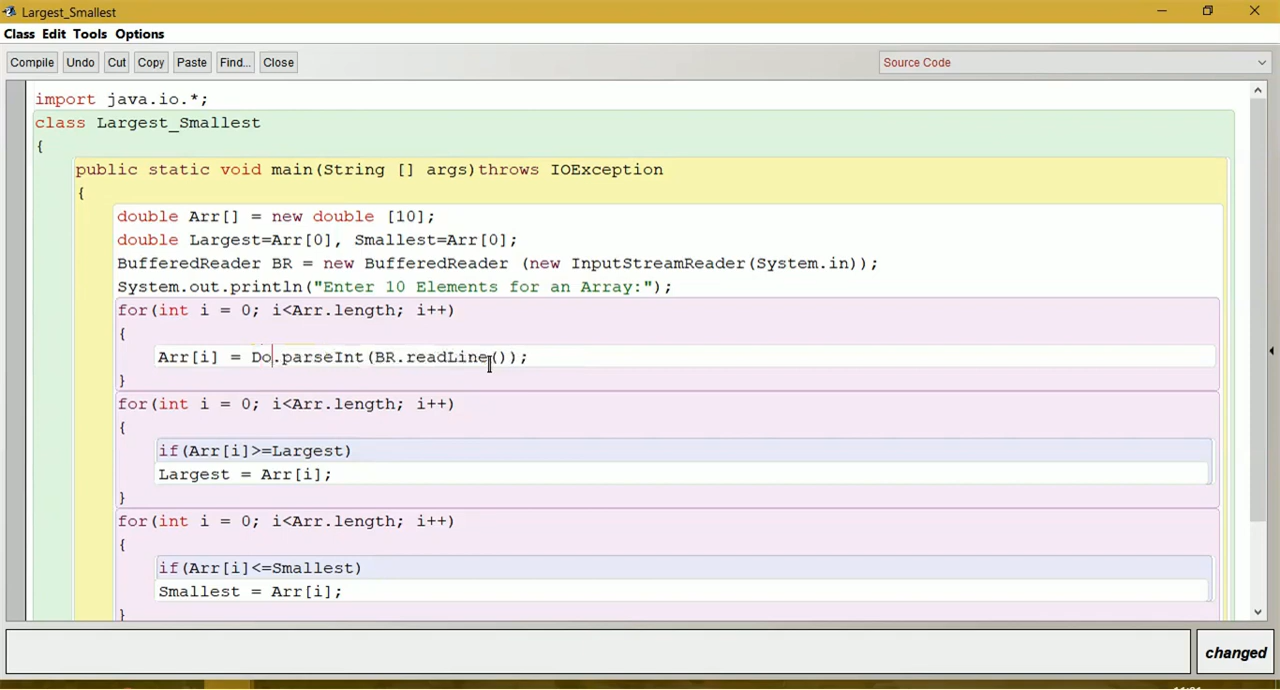 Largest_Smallest
Class Edit Tools Options
Compile Undo Cut Copy Paste Find... Close Source Code
import java.io.*;
class Largest_Smallest
{
public static void main(String [] args)throws IOException
{
double Arr[] = new double [10];
double Largest=Arr[0], Smallest=Arr[0];
BufferedReader BR = new BufferedReader (new InputStreamReader(System.in));
System.out.println("Enter 10 Elements for an Array:");
for(int i = 0; i<Arr.length; i++)
{
Arr[i] = Do.parseInt(BR.readLine());
}
for(int i = 0; i<Arr.length; i++)
{
if(Arr[i]>=Largest)
Largest = Arr[i];
}
for(int i = 0; i<Arr.length; i++)
{
if(Arr[i]<=Smallest)
Smallest = Arr[i];
}
changed